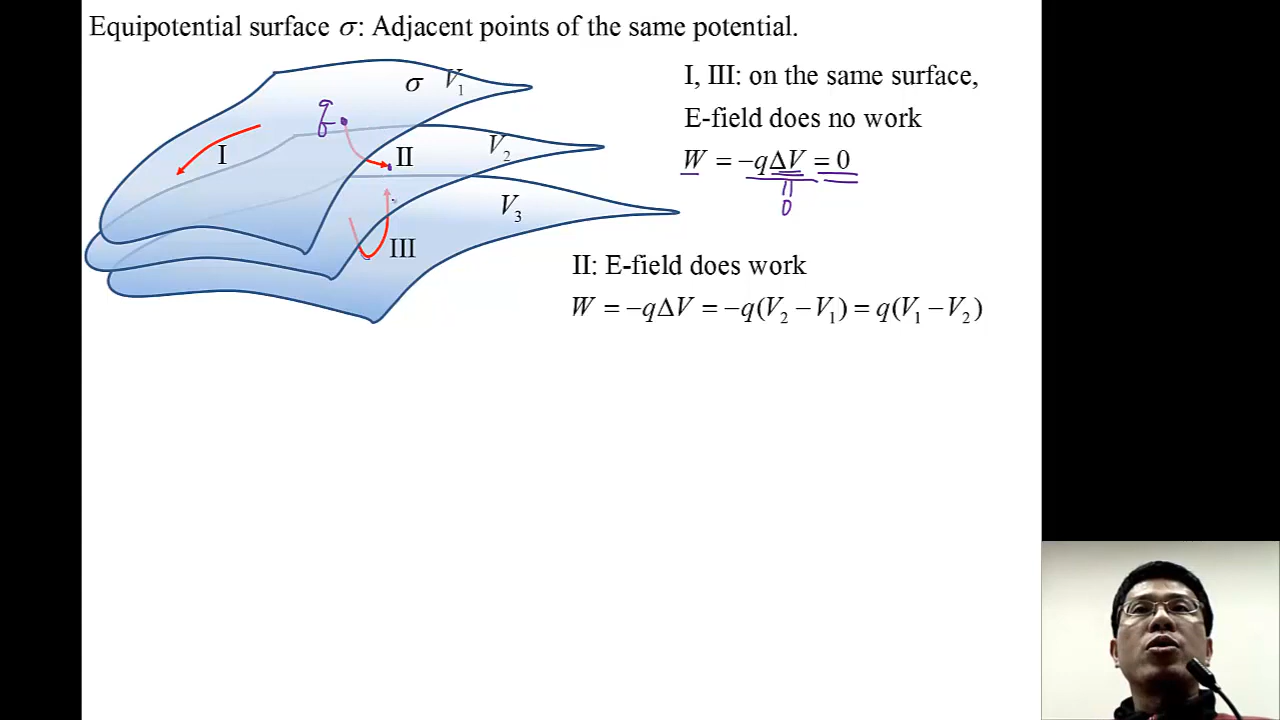 Equipotential surface σ: Adjacent points of the same potential.
σ V₁
q
I
II
V₂
V₃
III
I, III: on the same surface,
E-field does no work
W = −qΔV = 0
0
II: E-field does work
W = −qΔV = −q(V₂ − V₁) = q(V₁ − V₂)